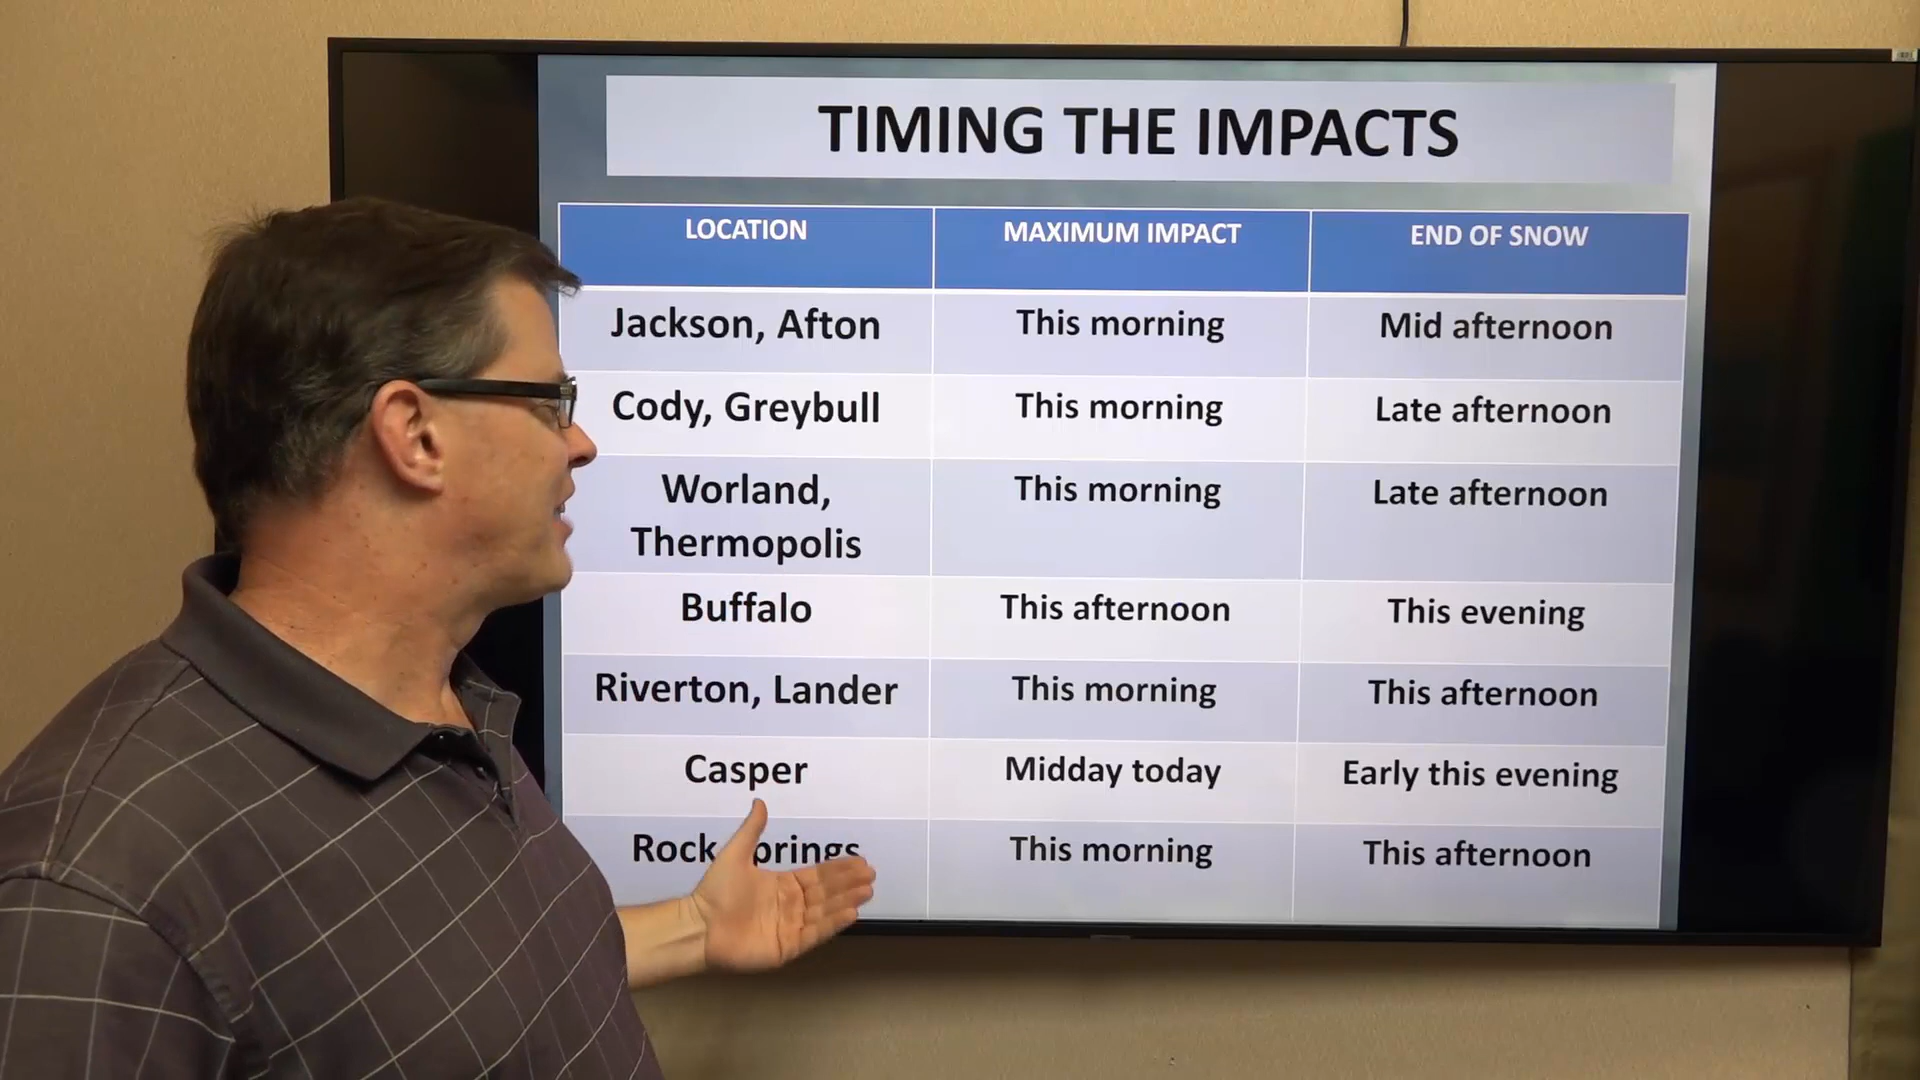 TIMING THE IMPACTS
LOCATION MAXIMUM IMPACT END OF SNOW
Jackson, Afton This morning Mid afternoon
Cody, Greybull This morning Late afternoon
Worland, This morning Late afternoon
Thermopolis
Buffalo This afternoon This evening
Riverton, Lander This morning This afternoon
Casper Midday today Early this evening
Rock Springs This morning This afternoon